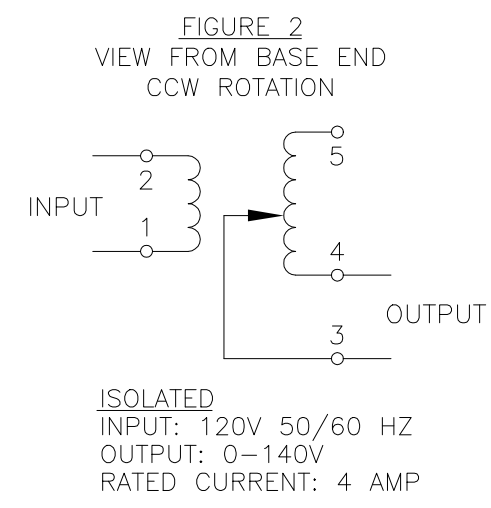 FIGURE 2
VIEW FROM BASE END
CCW ROTATION
5
2
INPUT
1
4
OUTPUT
3
ISOLATED
INPUT: 120V 50/60 HZ
OUTPUT: 0-140V
RATED CURRENT: 4 AMP